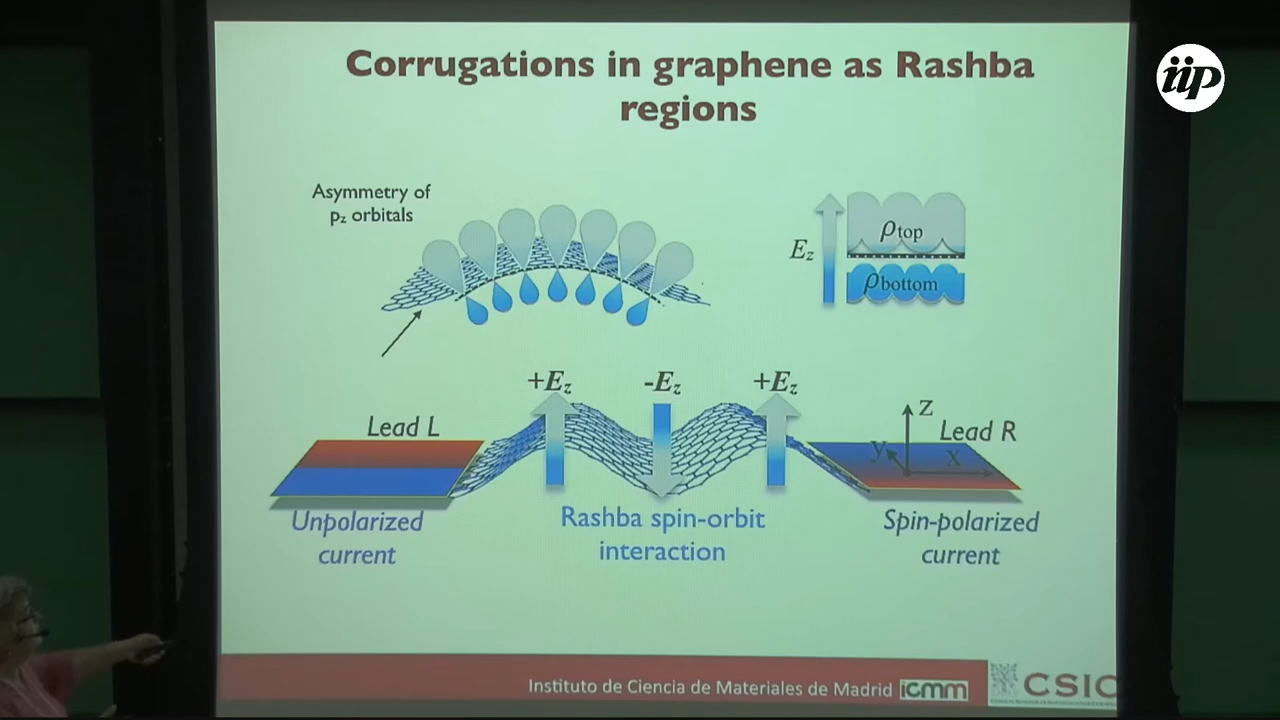 iip
Corrugations in graphene as Rashba
regions
Asymmetry of
pz orbitals
Ez
ρtop
ρbottom
+Ez
-Ez
+Ez
Lead L
z
y
x
Lead R
Unpolarized
current
Rashba spin-orbit
interaction
Spin-polarized
current
Instituto de Ciencia de Materiales de Madrid
icmm
CSIC